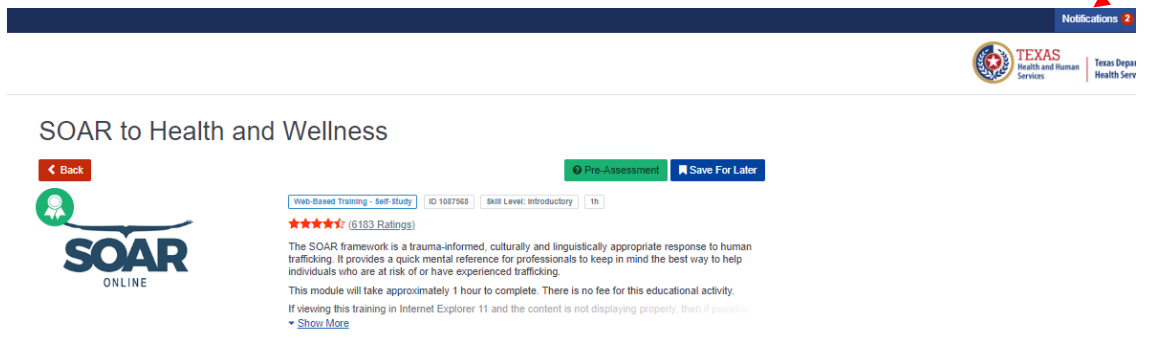 Notifications 2
TEXAS
Health and Human
Services
Texas
Health
SOAR to Health and Wellness
Back
Pre-Assessment
Save For Later
Web-Based Training - Self-Study
ID 1087568
Skill Level: Introductory
1h
(6183 Ratings)
SOAR
ONLINE
The SOAR framework is a trauma-informed, culturally and linguistically appropriate response to human
trafficking. It provides a quick mental reference for professionals to keep in mind the best way to help
individuals who are at risk of or have experienced trafficking.
This module will take approximately 1 hour to complete. There is no fee for this educational activity.
If viewing this training in Internet Explorer 11 and the content is not displaying properly, then if possible
Show More